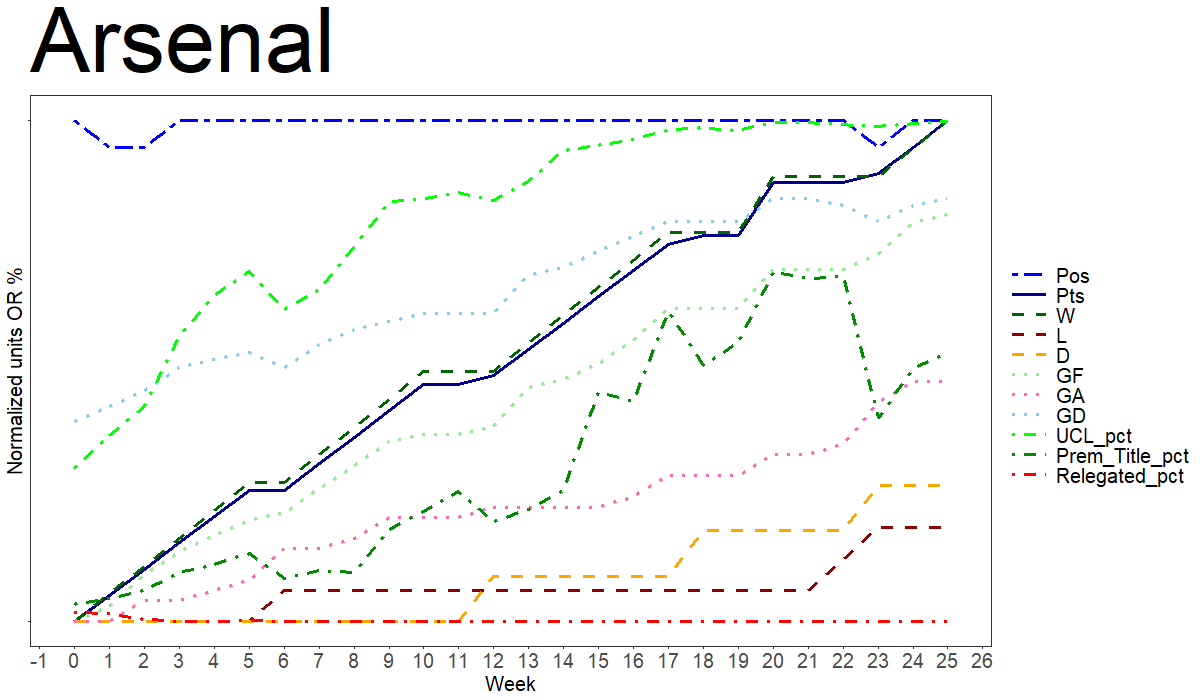 Arsenal
Normalized units OR %
Pos
Pts
W
L
D
GF
GA
GD
UCL_pct
Prem_Title_pct
Relegated_pct
-1 0 1 2 3 4 5 6 7 8 9 10 11 12 13 14 15 16 17 18 19 20 21 22 23 24 25 26
Week